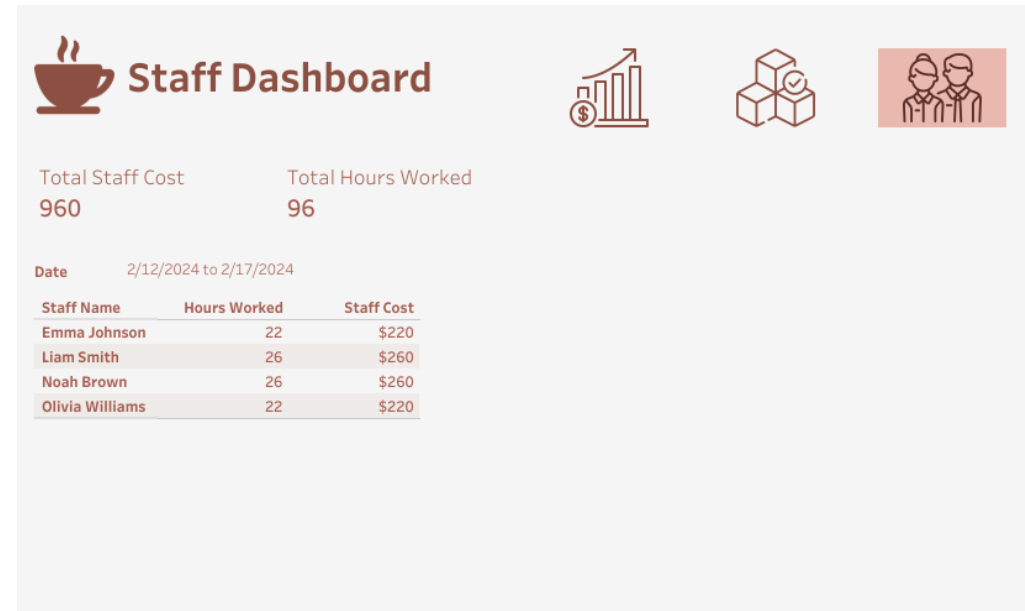 Staff Dashboard
$
Total Staff Cost Total Hours Worked
960 96
Date 2/12/2024 to 2/17/2024
Staff Name Hours Worked Staff Cost
Emma Johnson 22 $220
Liam Smith 26 $260
Noah Brown 26 $260
Olivia Williams 22 $220